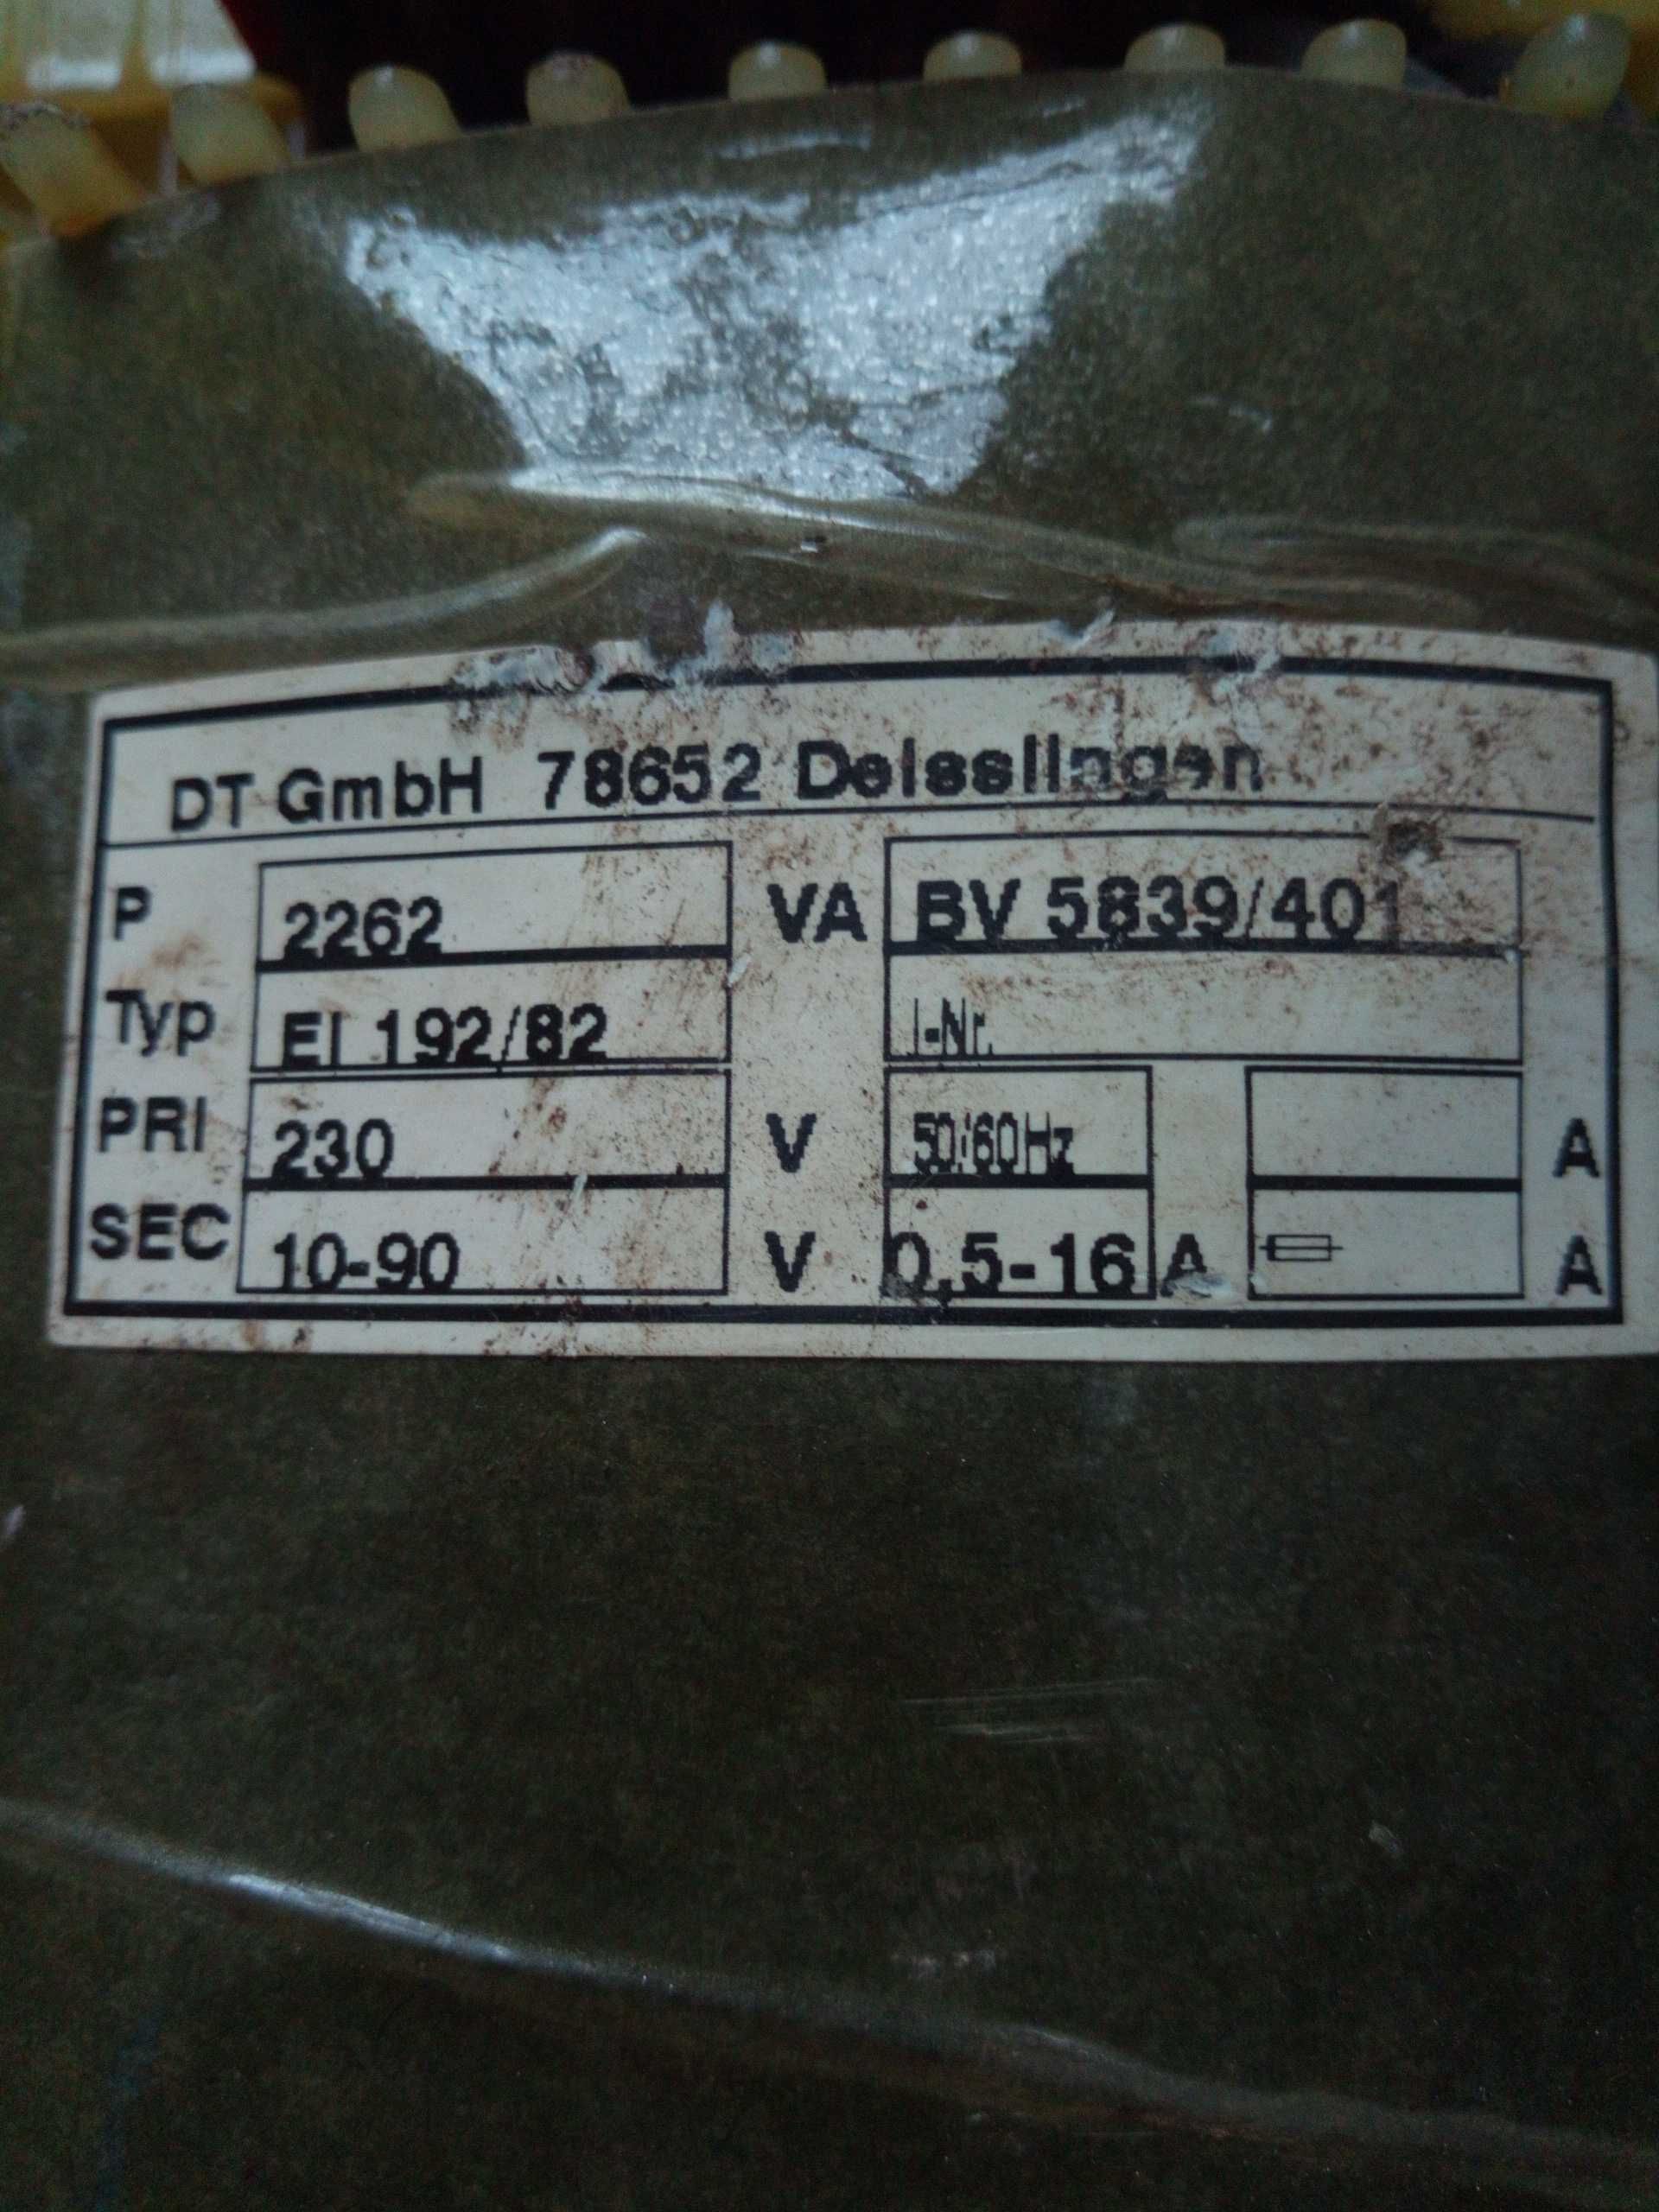 DT GmbH 78652 Deisslingen
P 2262 VA BV 5839/401
Typ EI 192/82 I-Nr.
PRI 230 V 50/60Hz A
SEC 10-90 V 0,5-16 A A